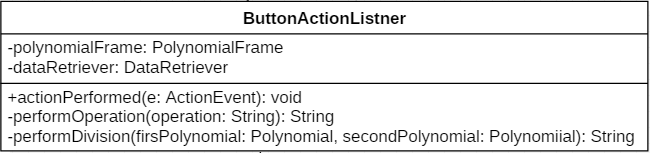 ButtonActionListner
-polynomialFrame: PolynomialFrame
-dataRetriever: DataRetriever
+actionPerformed(e: ActionEvent): void
-performOperation(operation: String): String
-performDivision(firsPolynomial: Polynomial, secondPolynomial: Polynomiial): String